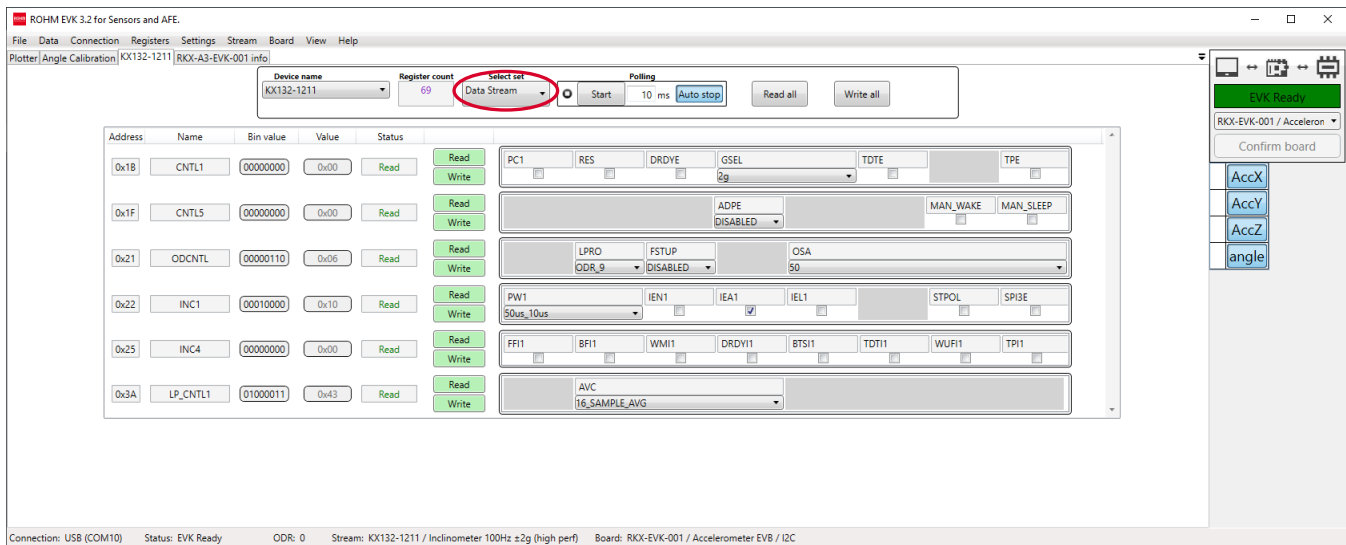 ROHM EVK 3.2 for Sensors and AFE.
File Data Connection Registers Settings Stream Board View Help
Plotter Angle Calibration KX132-1211 RKX-A3-EVK-001 info
Device name Register count Select set Polling
KX132-1211 69 Data Stream Start 10 ms Auto stop Read all Write all
EVK Ready
RKX-EVK-001 / Acceleron
Confirm board
AccX
AccY
AccZ
angle
Address Name Bin value Value Status
0x1B CNTL1 00000000 0x00 Read Read Write
PC1 RES DRDYE GSEL TDTE TPE
2g
0x1F CNTL5 00000000 0x00 Read Read Write
ADPE MAN_WAKE MAN_SLEEP
DISABLED
0x21 ODCNTL 00000110 0x06 Read Read Write
LPRO FSTUP OSA
ODR_9 DISABLED 50
0x22 INC1 00010000 0x10 Read Read Write
PW1 IEN1 IEA1 IEL1 STPOL SPI3E
50us_10us
0x25 INC4 00000000 0x00 Read Read Write
FFI1 BFI1 WMI1 DRDYI1 BTSI1 TDTI1 WUFI1 TPI1
0x3A LP_CNTL1 01000011 0x43 Read Read Write
AVC
16_SAMPLE_AVG
Connection: USB (COM10) Status: EVK Ready ODR: 0 Stream: KX132-1211 / Inclinometer 100Hz ±2g (high perf) Board: RKX-EVK-001 / Accelerometer EVB / I2C